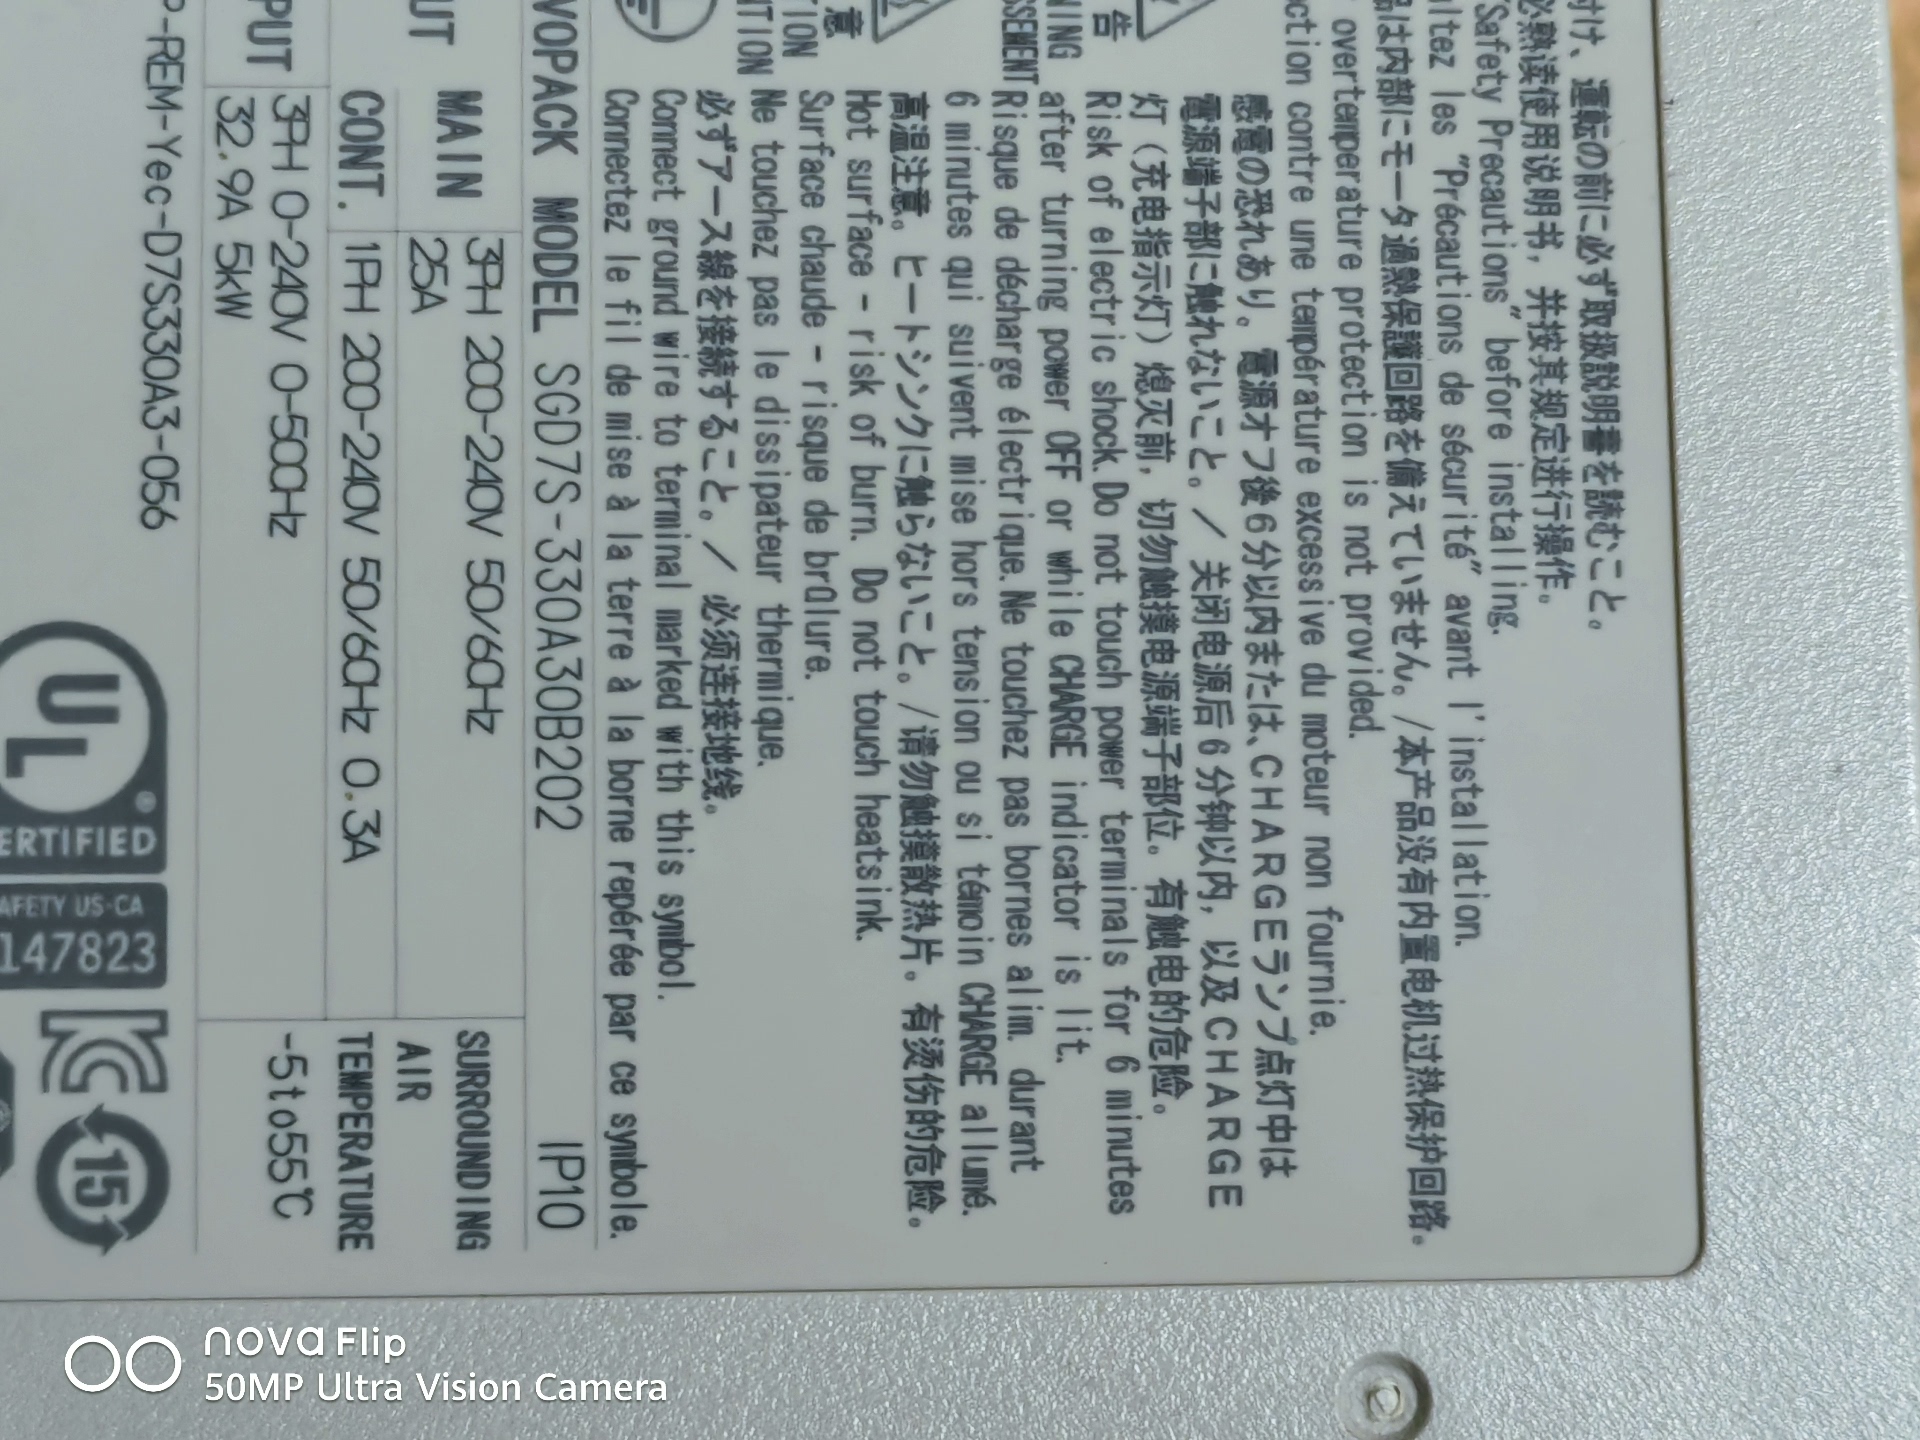 付け、運転の前に必ず取扱説明書を読むこと。
必熟读使用说明书，并按其规定进行操作。
Safety Precautions" before installing.
ltez les "Précautions de sécurité" avant l'installation.
は内部にモータ過熱保護回路を備えていません。/本产品没有内置电机过热保护回路。
overtemperature protection is not provided.
ction contre une température excessive du moteur non fournie.
感電の恐れあり。電源オフ後6分以内または、CHARGEランプ点灯中は
電源端子部に触れないこと。/ 关闭电源后6分钟以内，以及CHARGE
灯（充电指示灯）熄灭前，切勿触摸电源端子部位。有触电的危险。
告
Risk of electric shock.Do not touch power terminals for 6 minutes
NING after turning power OFF or while CHARGE indicator is lit.
SSEMENT Risque de décharge électrique.Ne touchez pas bornes alim. durant
6 minutes qui suivent mise hors tension ou si témoin CHARGE allumé.
高温注意。ヒートシンクに触らないこと。/请勿触摸散热片。有烫伤的危险。
意 Hot surface - risk of burn. Do not touch heatsink.
TION Surface chaude - risque de brûlure.
NTION Ne touchez pas le dissipateur thermique.
必ずアース線を接続すること。/ 必须连接地线。
Connect ground wire to terminal marked with this symbol.
Connectez le fil de mise à la terre à la borne repérée par ce symbole.
VOPACK MODEL SGD7S-330A30B202 IP10
UT MAIN 3PH 200-240V 50/60Hz
25A
CONT. 1PH 200-240V 50/60Hz 0.3A
PUT 3PH 0-240V 0-500Hz
32.9A 5kW
SURROUNDING
AIR
TEMPERATURE
-5to55℃
P-REM-Yec-D7S330A3-056
UL
®
ERTIFIED
AFETY US-CA
147823
15
nova Flip
50MP Ultra Vision Camera